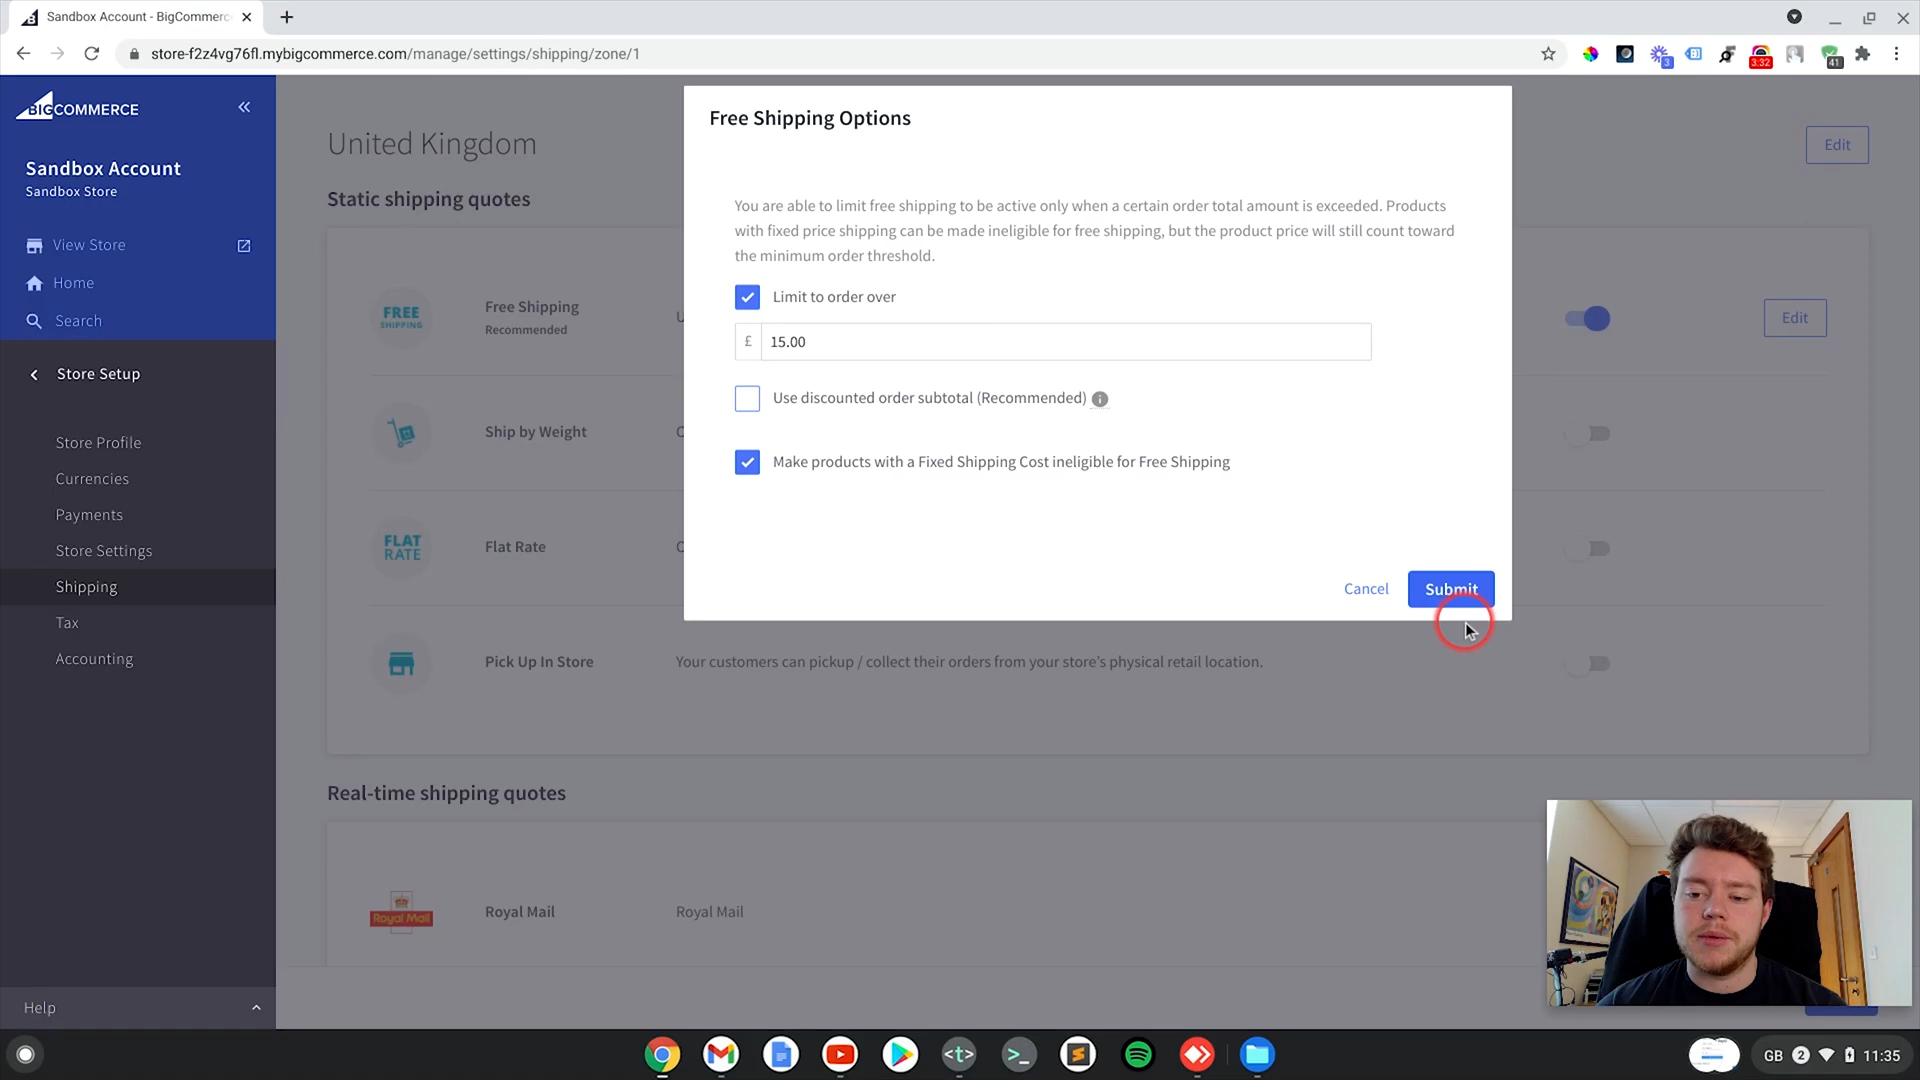 Sandbox Account - BigCommerc
store-f2z4vg76fl.mybigcommerce.com/manage/settings/shipping/zone/1
3
3:32
41
BIGCOMMERCE
Sandbox Account
Sandbox Store
View Store
Home
Search
Store Setup
Store Profile
Currencies
Payments
Store Settings
Shipping
Tax
Accounting
Help
United Kingdom
Edit
Static shipping quotes
FREE
SHIPPING
Free Shipping
Recommended
Edit
Ship by Weight
FLAT
RATE
Flat Rate
Pick Up In Store
Your customers can pickup / collect their orders from your store's physical retail location.
Real-time shipping quotes
Royal Mail
Royal Mail
Royal Mail
Free Shipping Options
You are able to limit free shipping to be active only when a certain order total amount is exceeded. Products
with fixed price shipping can be made ineligible for free shipping, but the product price will still count toward
the minimum order threshold.
Limit to order over
£ 15.00
Use discounted order subtotal (Recommended)
Make products with a Fixed Shipping Cost ineligible for Free Shipping
Cancel
Submit
GB 2 11:35